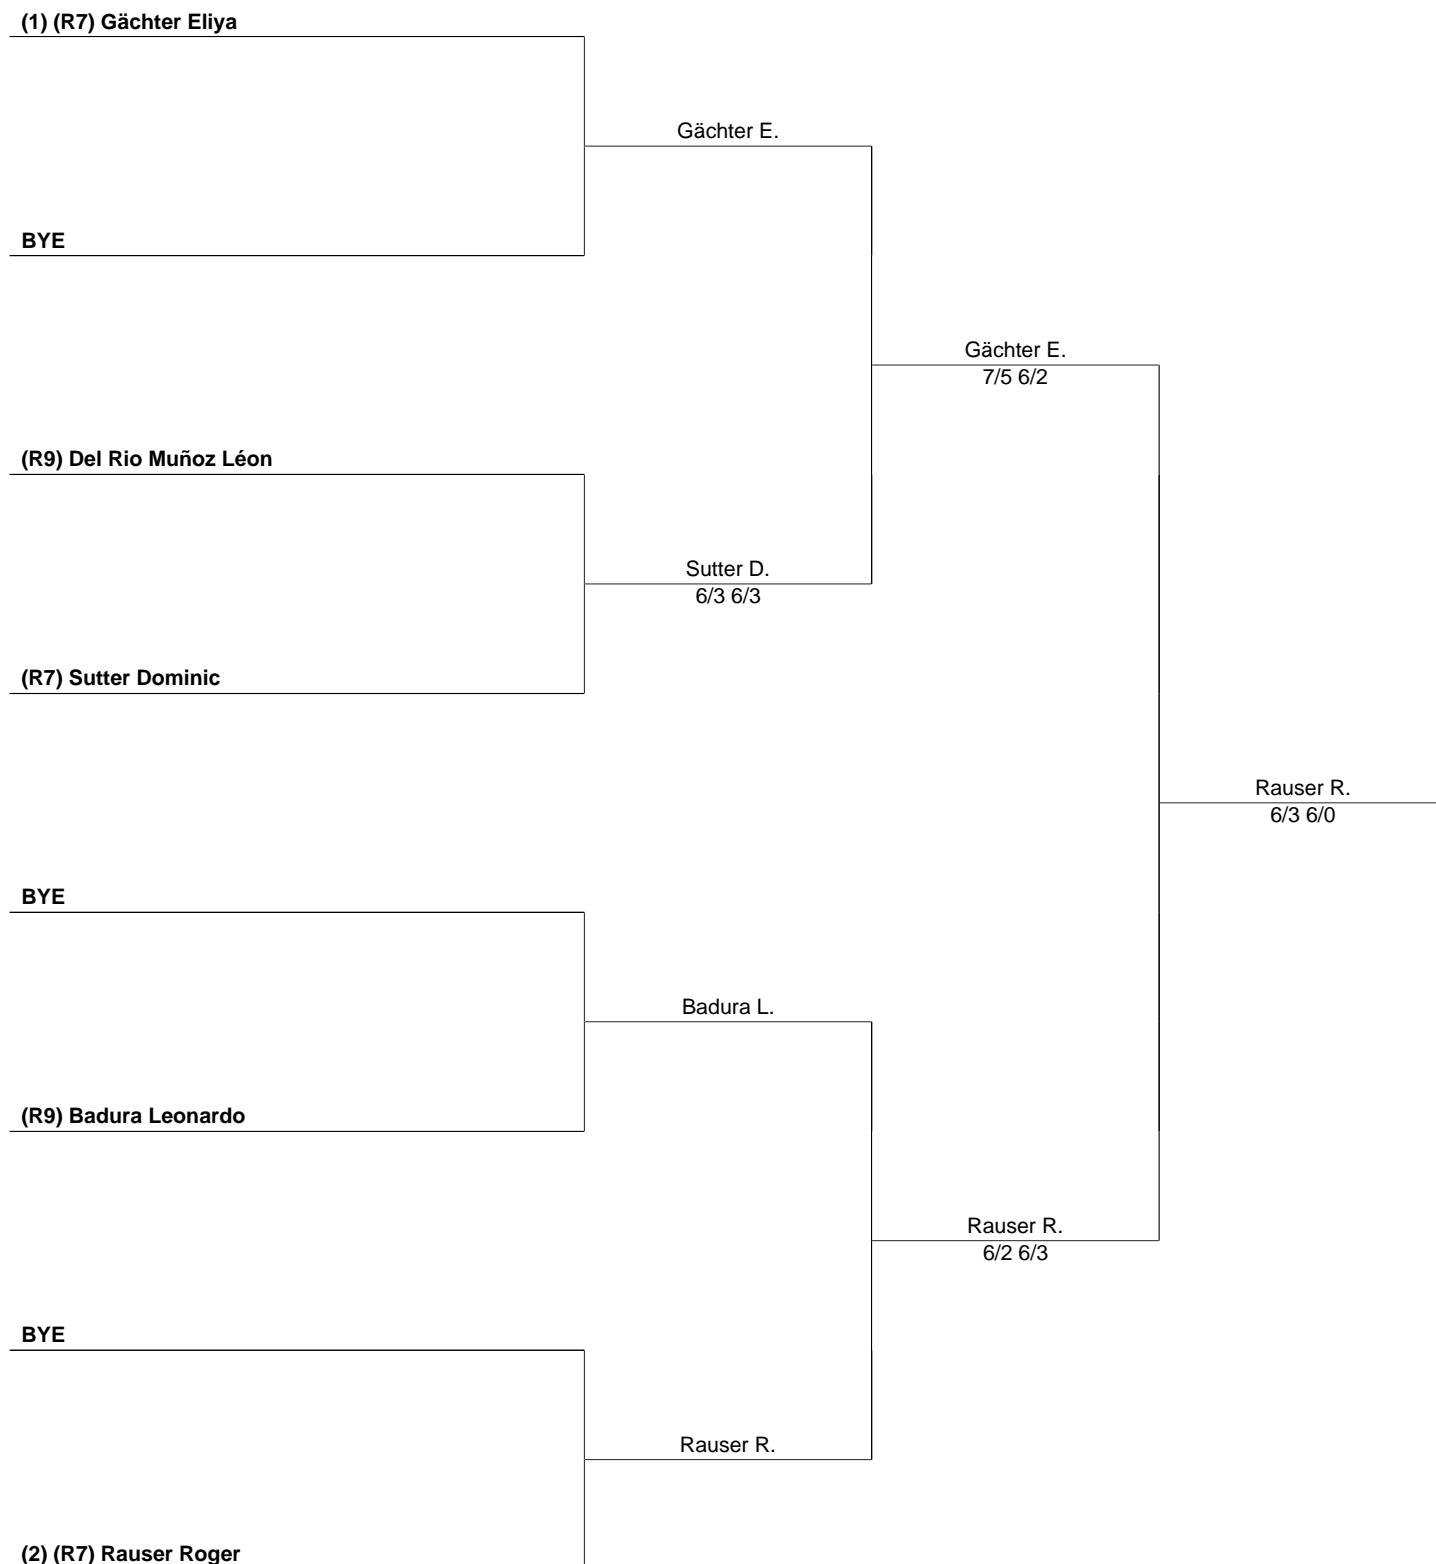 (1) (R7) Gächter Eliya
Gächter E.
BYE
Gächter E.
7/5 6/2
(R9) Del Rio Muñoz Léon
Sutter D.
6/3 6/3
(R7) Sutter Dominic
Rauser R.
6/3 6/0
BYE
Badura L.
(R9) Badura Leonardo
Rauser R.
6/2 6/3
BYE
Rauser R.
(2) (R7) Rauser Roger